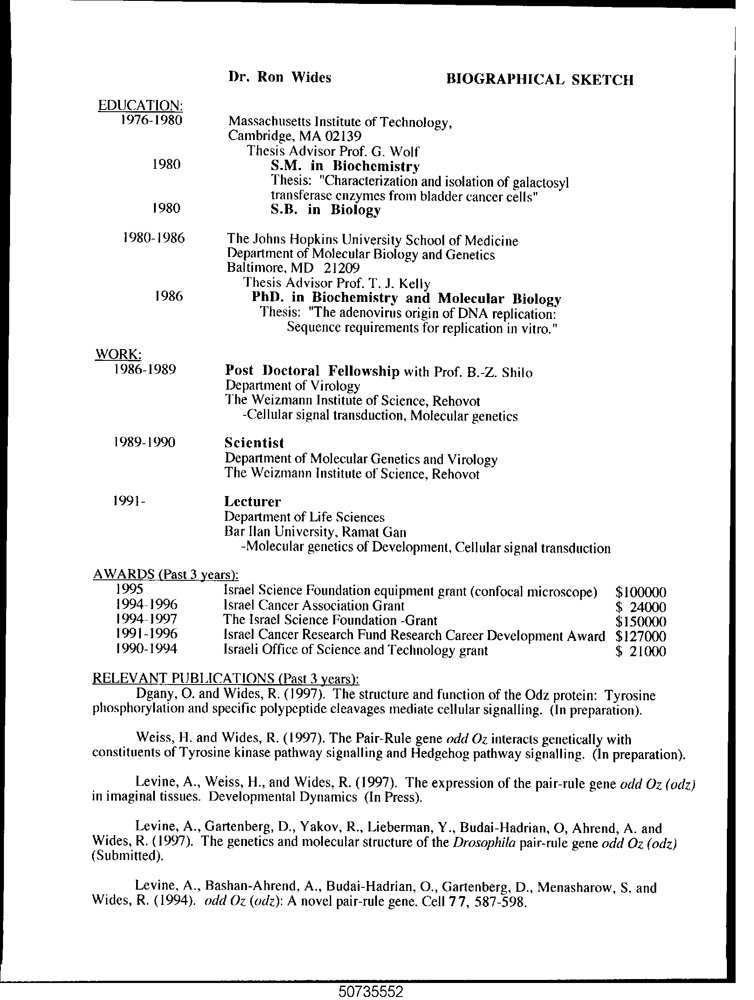 Dr. Ron Wides BIOGRAPHICAL SKETCH
EDUCATION:
1976-1980 Massachusetts Institute of Technology,
Cambridge, MA 02139
Thesis Advisor Prof. G. Wolf
1980 S.M. in Biochemistry
Thesis: "Characterization and isolation of galactosyl
transferase enzymes from bladder cancer cells"
1980 S.B. in Biology
1980-1986 The Johns Hopkins University School of Medicine
Department of Molecular Biology and Genetics
Baltimore, MD 21209
Thesis Advisor Prof. T. J. Kelly
1986 PhD. in Biochemistry and Molecular Biology
Thesis: "The adenovirus origin of DNA replication:
Sequence requirements for replication in vitro."
WORK:
1986-1989 Post Doctoral Fellowship with Prof. B.-Z. Shilo
Department of Virology
The Weizmann Institute of Science, Rehovot
-Cellular signal transduction, Molecular genetics
1989-1990 Scientist
Department of Molecular Genetics and Virology
The Weizmann Institute of Science, Rehovot
1991- Lecturer
Department of Life Sciences
Bar Ilan University, Ramat Gan
-Molecular genetics of Development, Cellular signal transduction
AWARDS (Past 3 years):
1995 Israel Science Foundation equipment grant (confocal microscope) $100000
1994-1996 Israel Cancer Association Grant $ 24000
1994-1997 The Israel Science Foundation -Grant $150000
1991-1996 Israel Cancer Research Fund Research Career Development Award $127000
1990-1994 Israeli Office of Science and Technology grant $ 21000
RELEVANT PUBLICATIONS (Past 3 years):
Dgany, O. and Wides, R. (1997). The structure and function of the Odz protein: Tyrosine
phosphorylation and specific polypeptide cleavages mediate cellular signalling. (In preparation).
Weiss, H. and Wides, R. (1997). The Pair-Rule gene odd Oz interacts genetically with
constituents of Tyrosine kinase pathway signalling and Hedgehog pathway signalling. (In preparation).
Levine, A., Weiss, H., and Wides, R. (1997). The expression of the pair-rule gene odd Oz (odz)
in imaginal tissues. Developmental Dynamics (In Press).
Levine, A., Gartenberg, D., Yakov, R., Lieberman, Y., Budai-Hadrian, O, Ahrend, A. and
Wides, R. (1997). The genetics and molecular structure of the Drosophila pair-rule gene odd Oz (odz)
(Submitted).
Levine, A., Bashan-Ahrend, A., Budai-Hadrian, O., Gartenberg, D., Menasharow, S. and
Wides, R. (1994). odd Oz (odz): A novel pair-rule gene. Cell 77, 587-598.
50735552